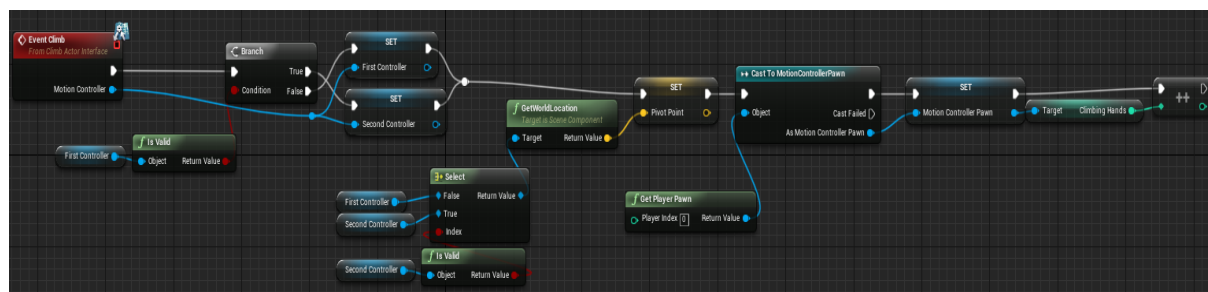 Event Climb
From Climb Actor Interface
Motion Controller
Branch
Condition
True
False
SET
First Controller
SET
Second Controller
First Controller
f Is Valid
Object Return Value
First Controller
Second Controller
Select
False Return Value
True
Index
Second Controller
f Is Valid
Object Return Value
f GetWorldLocation
Target is Scene Component
Target Return Value
SET
Pivot Point
f Get Player Pawn
Player Index 0 Return Value
Cast To MotionControllerPawn
Object Cast Failed
As Motion Controller Pawn
SET
Motion Controller Pawn
Target Climbing Hands
++